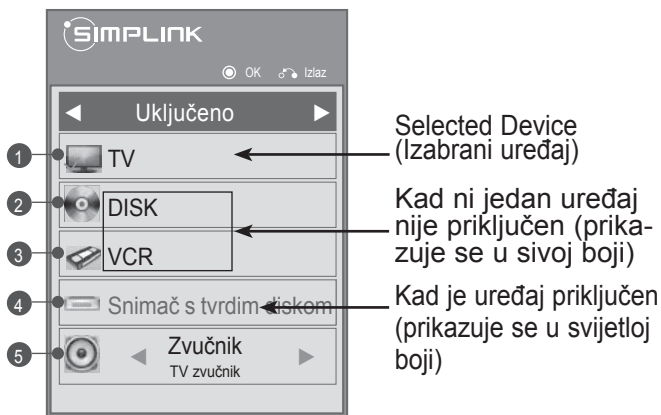 SIMPLINK
OK Izlaz
Uključeno
1 TV
2 DISK
3 VCR
4 Snimač s tvrdim diskom
5 Zvučnik
TV zvučnik
Selected Device
(Izabrani uređaj)
Kad ni jedan uređaj
nije priključen (prika-
zuje se u sivoj boji)
Kad je uređaj priključen
(prikazuje se u svijetloj
boji)